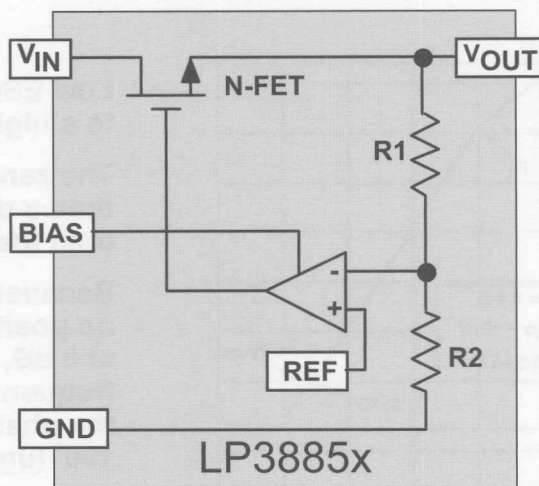 VIN
VOUT
N-FET
R1
BIAS
-
+
REF
R2
GND
LP3885x